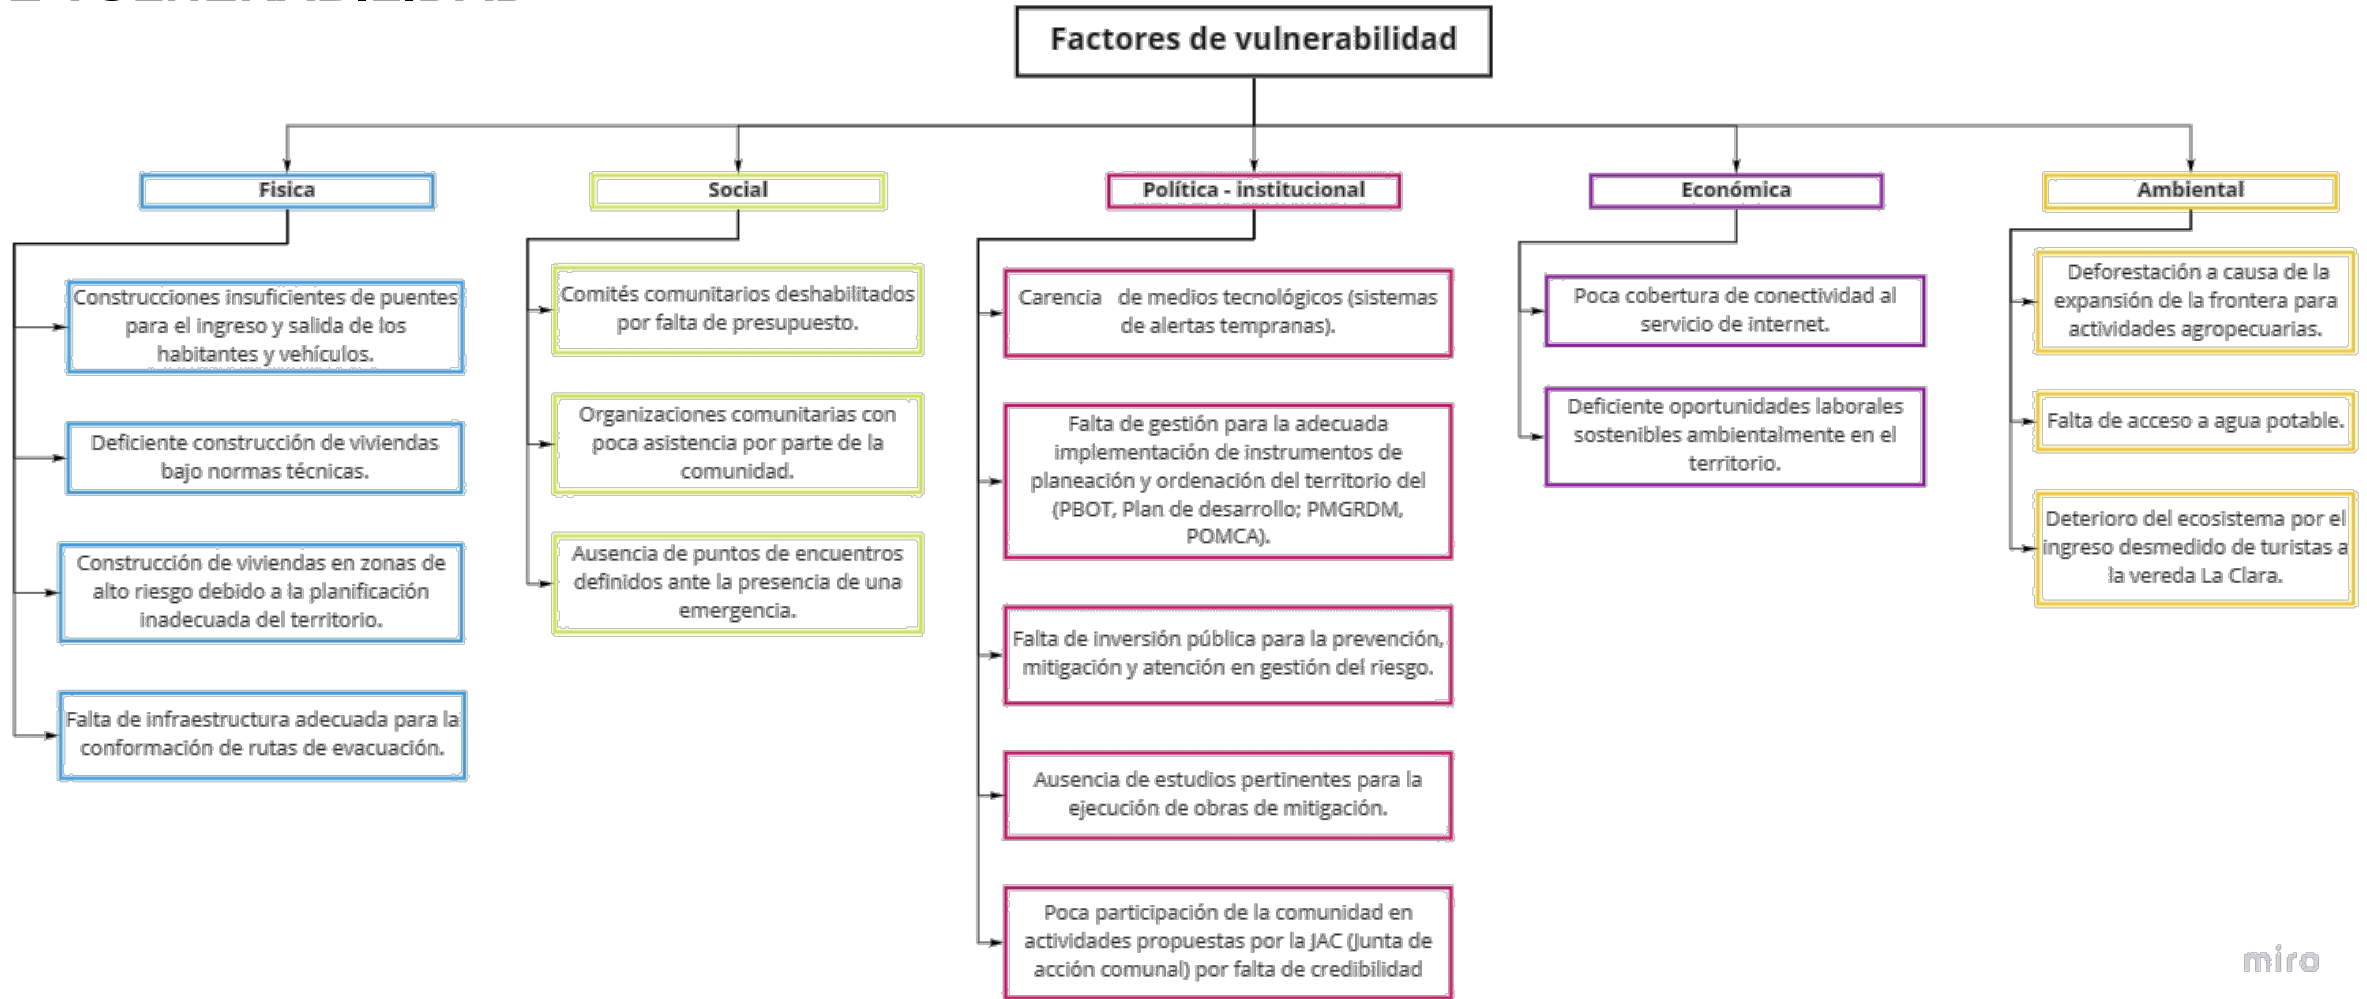 Factores de vulnerabilidad
Fisica
Construcciones insuficientes de puentes
para el ingreso y salida de los
habitantes y vehículos.
Deficiente construcción de viviendas
bajo normas técnicas.
Construcción de viviendas en zonas de
alto riesgo debido a la planificación
inadecuada del territorio.
Falta de infraestructura adecuada para la
conformación de rutas de evacuación.
Social
Comités comunitarios deshabilitados
por falta de presupuesto.
Organizaciones comunitarias con
poca asistencia por parte de la
comunidad.
Ausencia de puntos de encuentros
definidos ante la presencia de una
emergencia.
Política - institucional
Carencia de medios tecnológicos (sistemas
de alertas tempranas).
Falta de gestión para la adecuada
implementación de instrumentos de
planeación y ordenación del territorio del
(PBOT, Plan de desarrollo; PMGRDM,
POMCA).
Falta de inversión pública para la prevención,
mitigación y atención en gestión del riesgo.
Ausencia de estudios pertinentes para la
ejecución de obras de mitigación.
Poca participación de la comunidad en
actividades propuestas por la JAC (Junta de
acción comunal) por falta de credibilidad
Económica
Poca cobertura de conectividad al
servicio de internet.
Deficiente oportunidades laborales
sostenibles ambientalmente en el
territorio.
Ambiental
Deforestación a causa de la
expansión de la frontera para
actividades agropecuarias.
Falta de acceso a agua potable.
Deterioro del ecosistema por el
ingreso desmedido de turistas a
la vereda La Clara.
miro